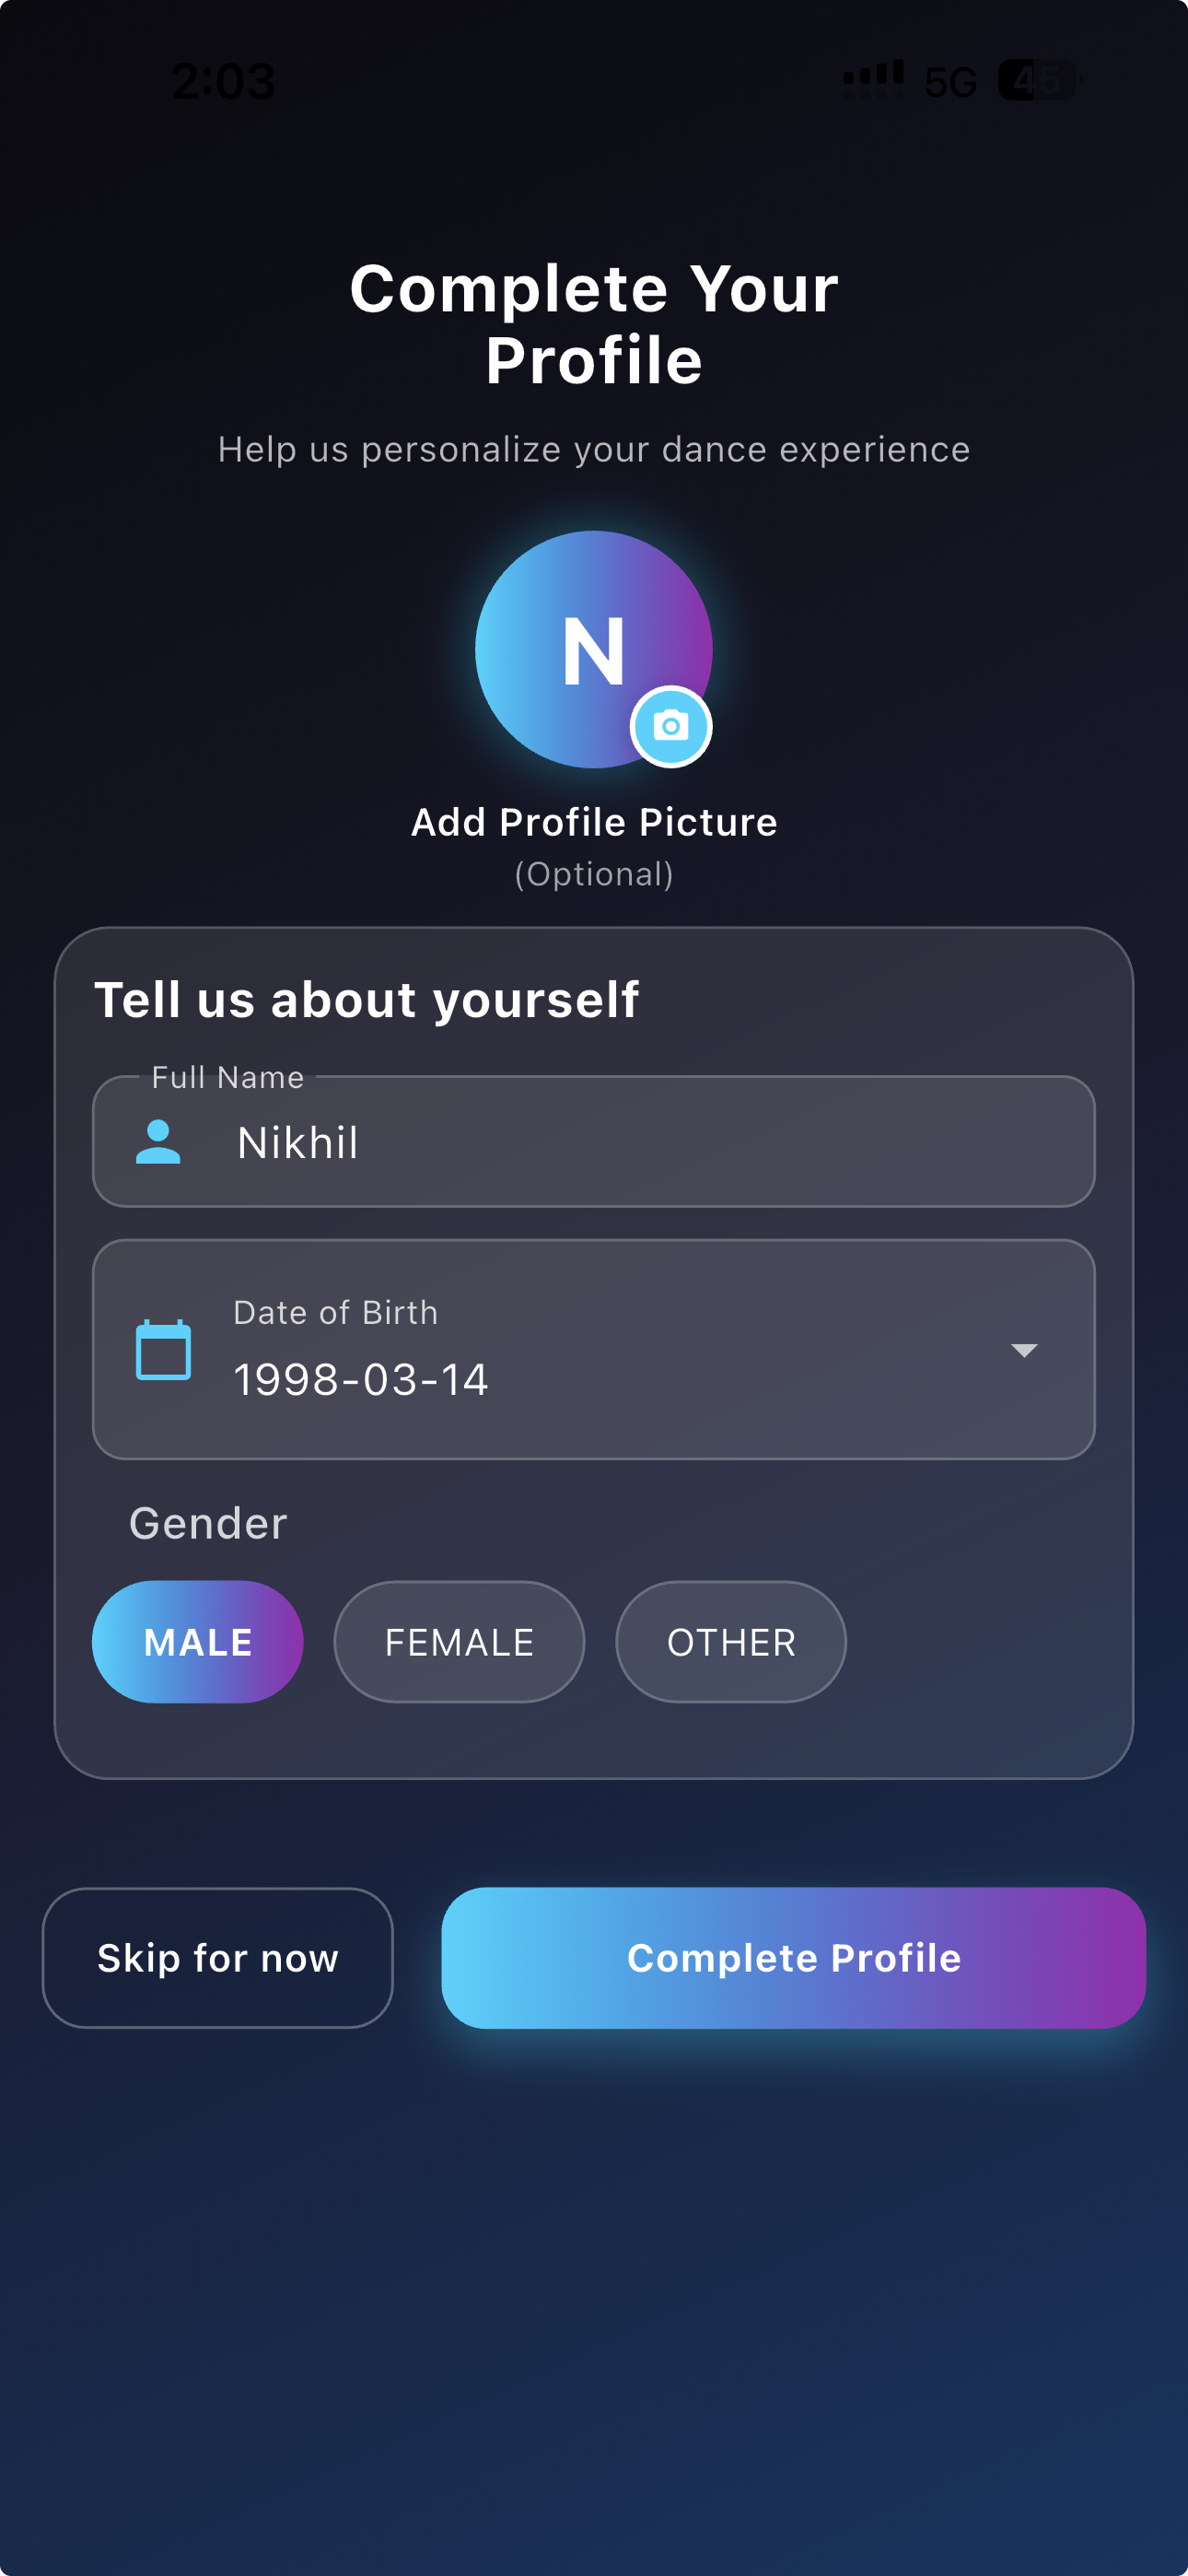 2:03 5G 45
Complete Your
Profile
Help us personalize your dance experience
N
Add Profile Picture
(Optional)
Tell us about yourself
Full Name
Nikhil
Date of Birth
1998-03-14
Gender
MALE FEMALE OTHER
Skip for now Complete Profile